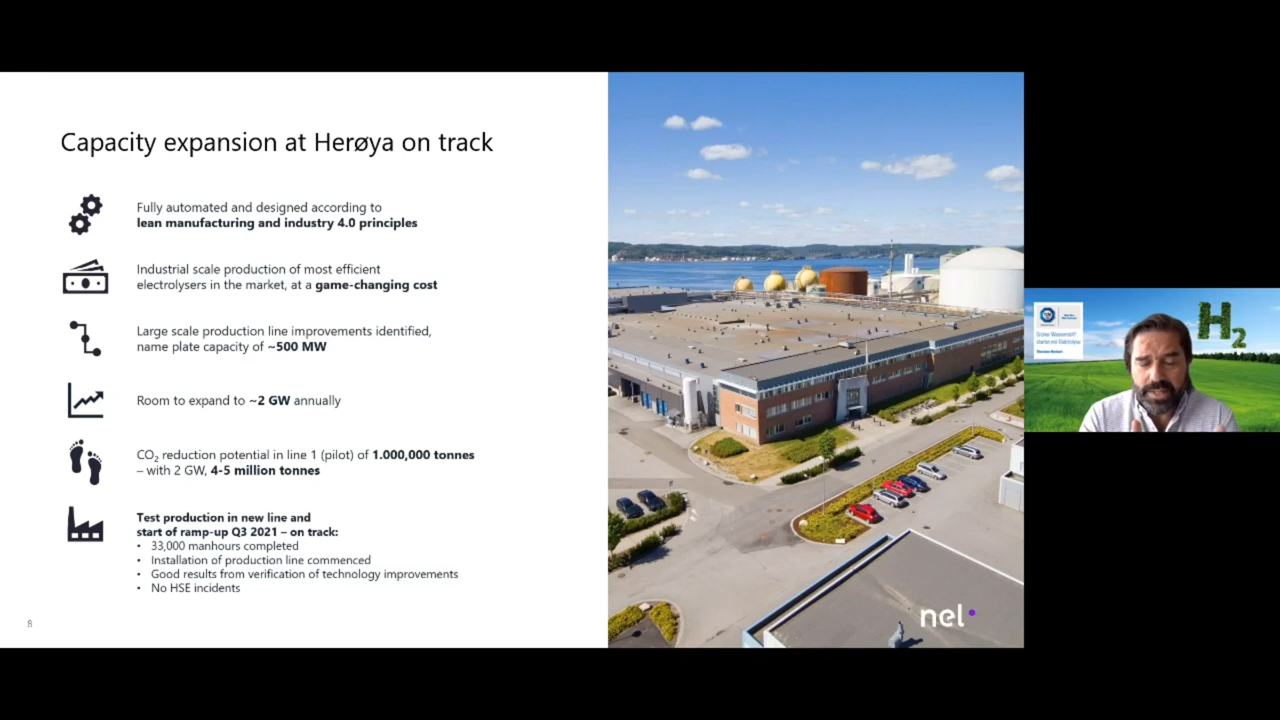 Capacity expansion at Herøya on track
Fully automated and designed according to
lean manufacturing and industry 4.0 principles
Industrial scale production of most efficient
electrolysers in the market, at a game-changing cost
Large scale production line improvements identified,
name plate capacity of ~500 MW
Room to expand to ~2 GW annually
CO₂ reduction potential in line 1 (pilot) of 1.000,000 tonnes
– with 2 GW, 4-5 million tonnes
Test production in new line and
start of ramp-up Q3 2021 – on track:
• 33,000 manhours completed
• Installation of production line commenced
• Good results from verification of technology improvements
• No HSE incidents
8
nel
Grüner Wasserstoff
startet mit Elektrolyse
H₂